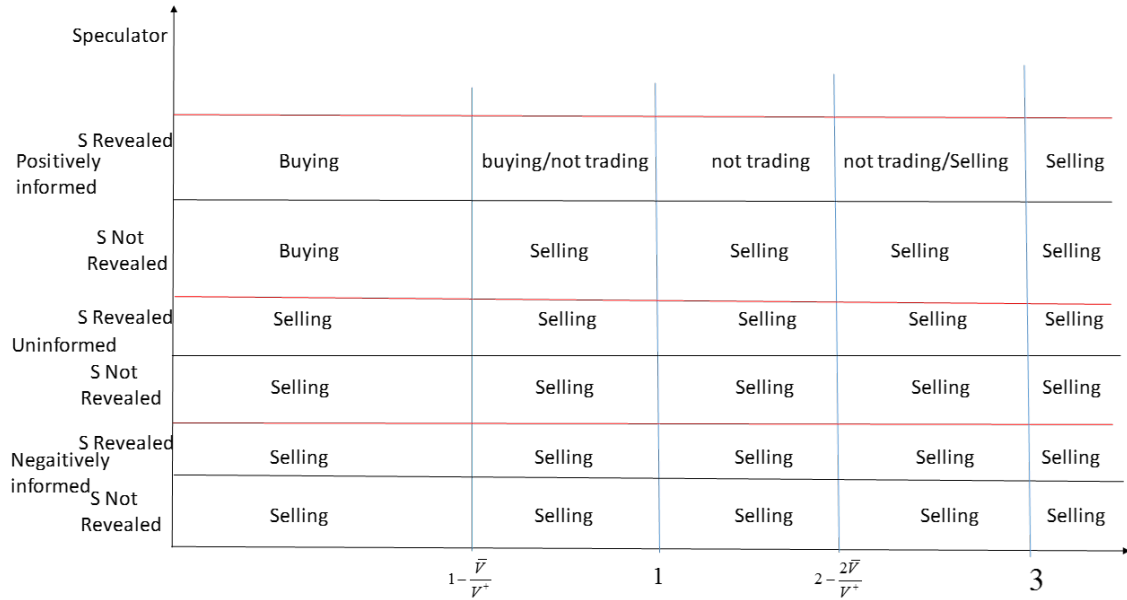 Speculator
S Revealed
Positively
informed
Buying
buying/not trading
not trading
not trading/Selling
Selling
S Not
Revealed
Buying
Selling
Selling
Selling
Selling
S Revealed
Uninformed
Selling
Selling
Selling
Selling
Selling
S Not
Revealed
Selling
Selling
Selling
Selling
Selling
S Revealed
Negaitively
informed
Selling
Selling
Selling
Selling
Selling
S Not
Revealed
Selling
Selling
Selling
Selling
Selling
1 − V̅/V⁺
1
2 − 2V̅/V⁺
3